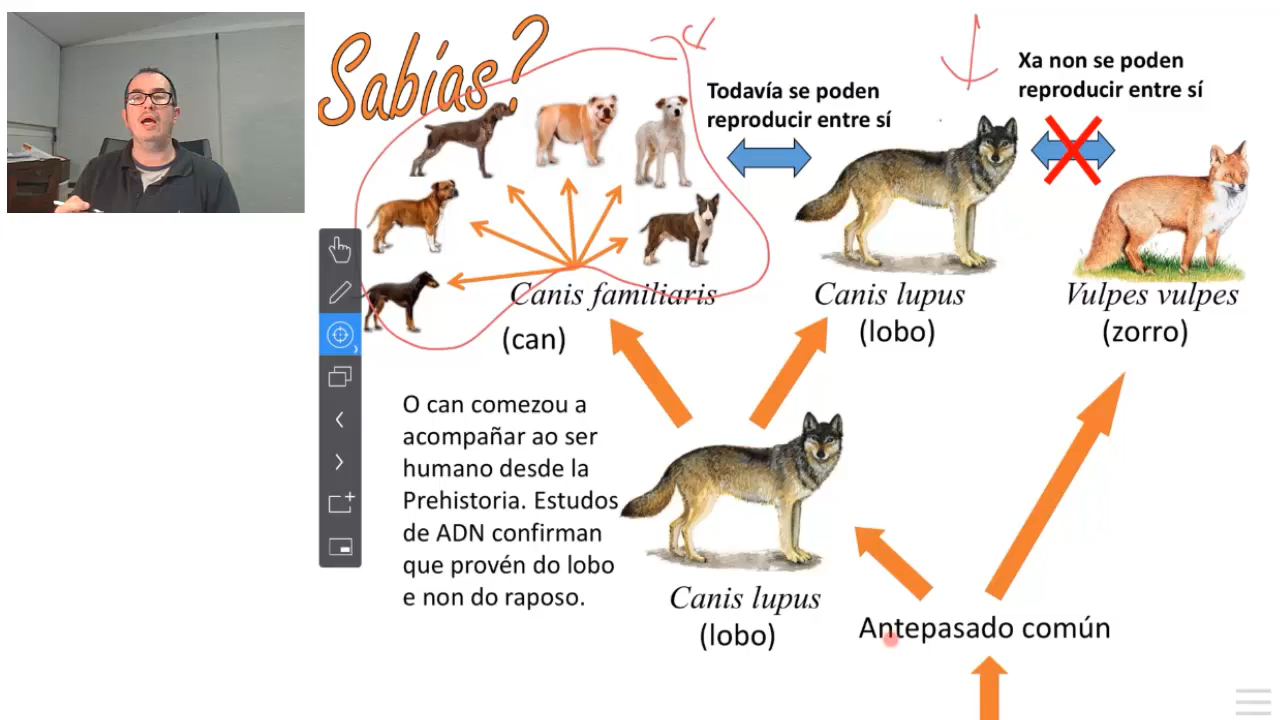 Sabías?
Todavía se poden
reproducir entre sí
Xa non se poden
reproducir entre sí
Canis familiaris
(can)
Canis lupus
(lobo)
Vulpes vulpes
(zorro)
O can comezou a
acompañar ao ser
humano desde la
Prehistoria. Estudos
de ADN confirman
que provén do lobo
e non do raposo.
Canis lupus
(lobo)
Antepasado común